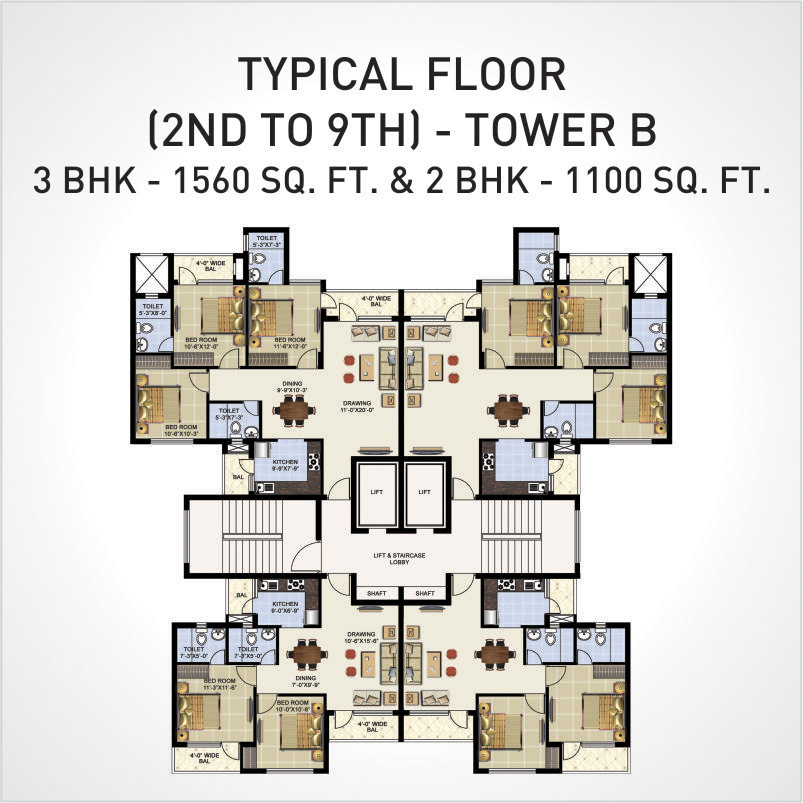 TYPICAL FLOOR
(2ND TO 9TH) - TOWER B
3 BHK - 1560 SQ. FT. & 2 BHK - 1100 SQ. FT.
TOILET
5'-3"X7'-3"
4'-0" WIDE
BAL
4'-0" WIDE
BAL
TOILET
5'-3"X8'-0"
BED ROOM
10'-6"X12'-0"
BED ROOM
11'-6"X12'-0"
DINING
9'-9"X10'-3"
DRAWING
11'-0X20'-0"
TOILET
5'-3"X7'-3"
BED ROOM
10'-6"X10'-3"
KITCHEN
9'-9"X7'-9"
BAL
LIFT
LIFT
LIFT & STAIRCASE
LOBBY
SHAFT
SHAFT
BAL
KITCHEN
9'-0"X6'-9"
DRAWING
10'-6"X15'-6"
TOILET
7'-3"X5'-0"
TOILET
7'-3"X5'-0"
DINING
7'-0"X9'-9"
BED ROOM
11'-3"X11'-6"
BED ROOM
10'-0"X10'-6"
4'-0" WIDE
BAL
4'-0" WIDE
BAL